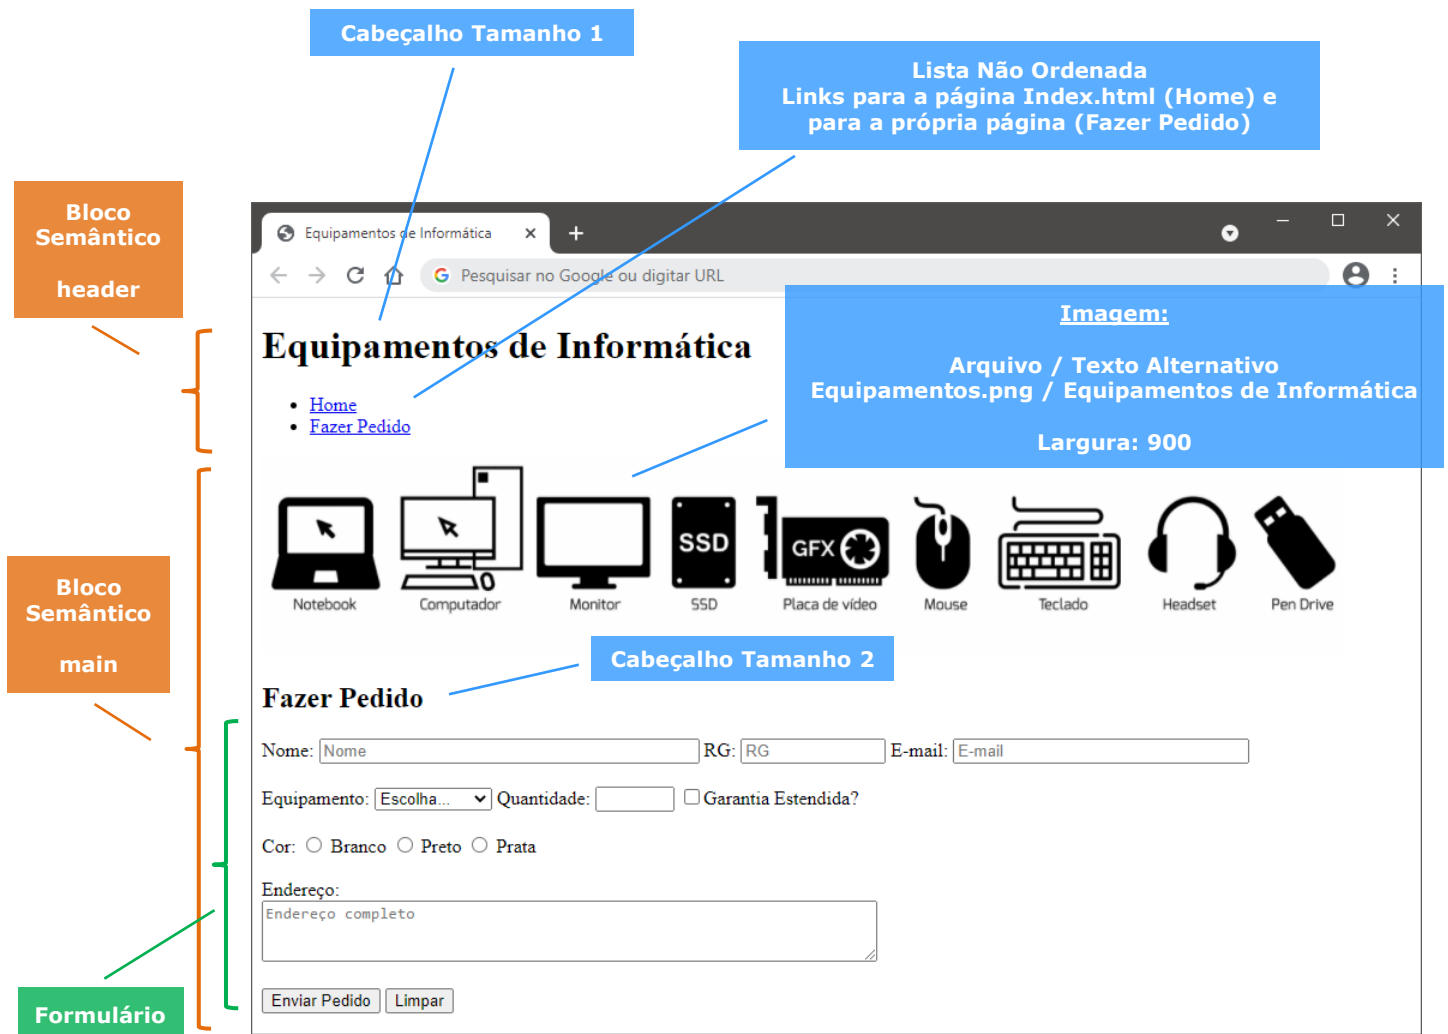 Cabeçalho Tamanho 1
Lista Não Ordenada
Links para a página Index.html (Home) e
para a própria página (Fazer Pedido)
Bloco
Semântico
header
Equipamentos de Informática
Pesquisar no Google ou digitar URL
Imagem:
Arquivo / Texto Alternativo
Equipamentos.png / Equipamentos de Informática
Largura: 900
Equipamentos de Informática
Home
Fazer Pedido
SSD
GFX
Notebook Computador Monitor SSD Placa de vídeo Mouse Teclado Headset Pen Drive
Bloco
Semântico
main
Cabeçalho Tamanho 2
Fazer Pedido
Nome: Nome RG: RG E-mail: E-mail
Equipamento: Escolha... Quantidade: Garantia Estendida?
Cor: Branco Preto Prata
Endereço:
Endereço completo
Enviar Pedido Limpar
Formulário